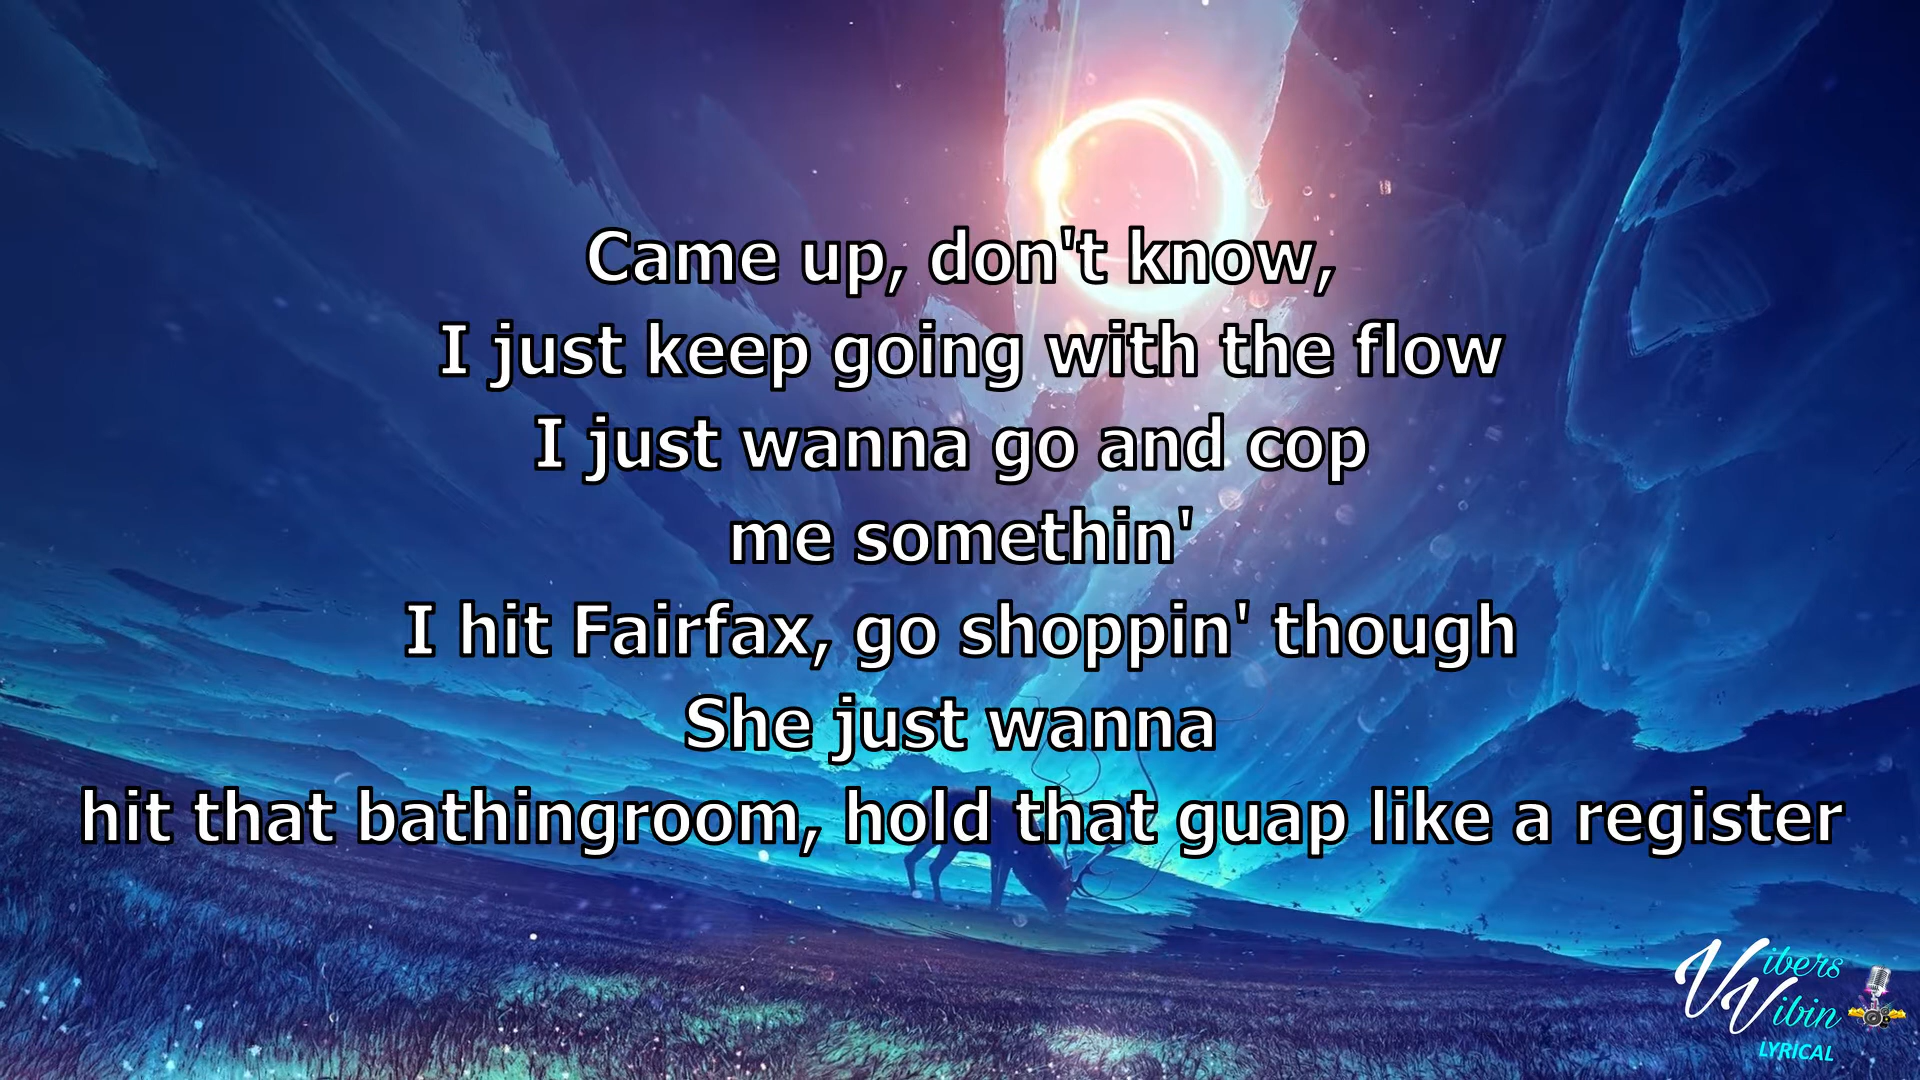 Came up, don't know,
I just keep going with the flow
I just wanna go and cop
me somethin'
I hit Fairfax, go shoppin' though
She just wanna
hit that bathingroom, hold that guap like a register
Vibers
Vibin
LYRICAL